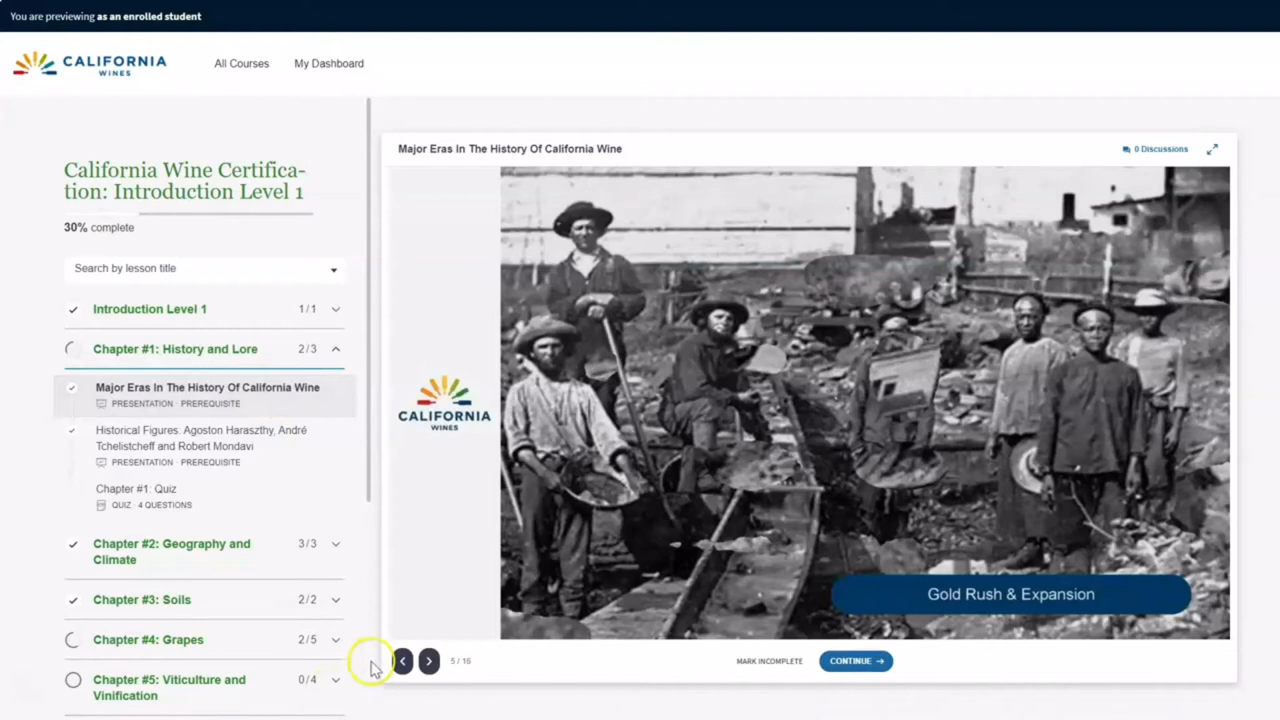 You are previewing as an enrolled student
CALIFORNIA
WINES
All Courses
My Dashboard
California Wine Certifica-
tion: Introduction Level 1
30% complete
Search by lesson title
Introduction Level 1
1/1
Chapter #1: History and Lore
2/3
Major Eras In The History Of California Wine
PRESENTATION · PREREQUISITE
Historical Figures: Agoston Haraszthy, André
Tchelistcheff and Robert Mondavi
PRESENTATION · PREREQUISITE
Chapter #1: Quiz
QUIZ · 4 QUESTIONS
Chapter #2: Geography and
Climate
3/3
Chapter #3: Soils
2/2
Chapter #4: Grapes
2/5
Chapter #5: Viticulture and
Vinification
0/4
Major Eras In The History Of California Wine
0 Discussions
CALIFORNIA
WINES
Gold Rush & Expansion
5 / 16
MARK INCOMPLETE
CONTINUE →